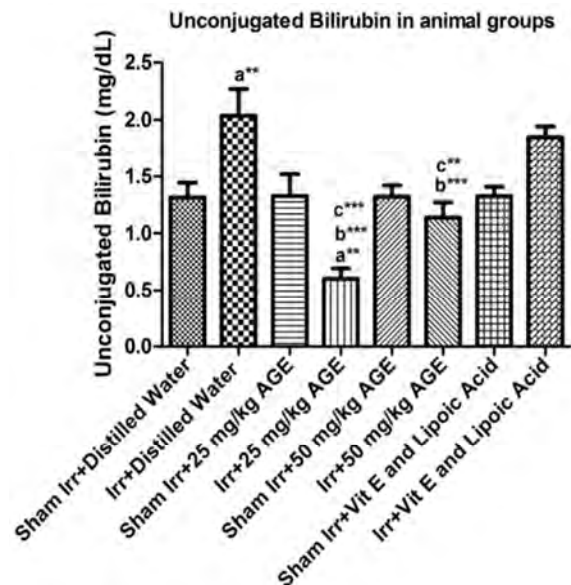 Unconjugated Bilirubin in animal groups
Unconjugated Bilirubin (mg/dL)
2.5
2.0
1.5
1.0
0.5
0.0
a**
c***
b***
a**
c**
b***
Sham Irr+Distilled Water
Irr+Distilled Water
Sham Irr+25 mg/kg AGE
Irr+25 mg/kg AGE
Sham Irr+50 mg/kg AGE
Irr+50 mg/kg AGE
Sham Irr+Vit E and Lipoic Acid
Irr+Vit E and Lipoic Acid